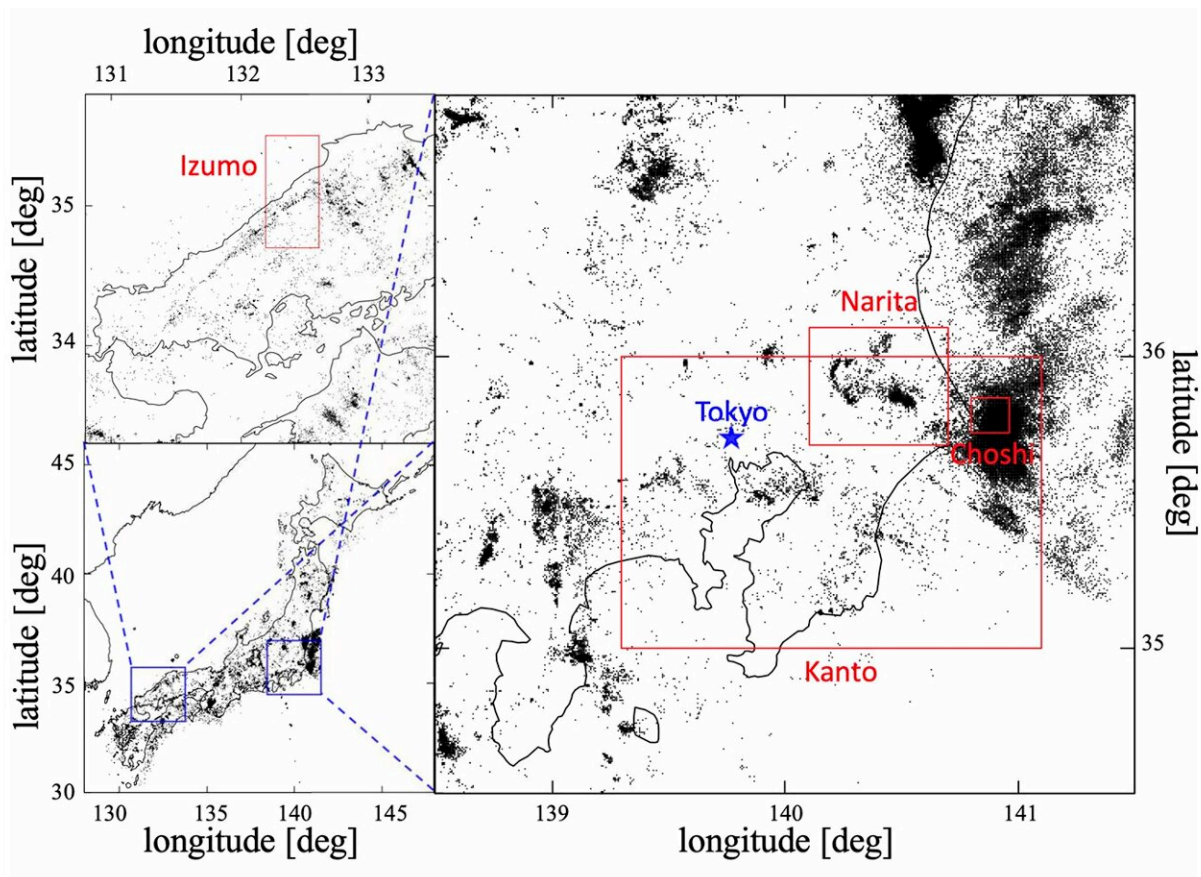 longitude [deg]
131 132 133
latitude [deg]
35
34
Izumo
45
40
35
30
latitude [deg]
130 135 140 145
longitude [deg]
Narita
Tokyo
Choshi
Kanto
36
35
latitude [deg]
139 140 141
longitude [deg]